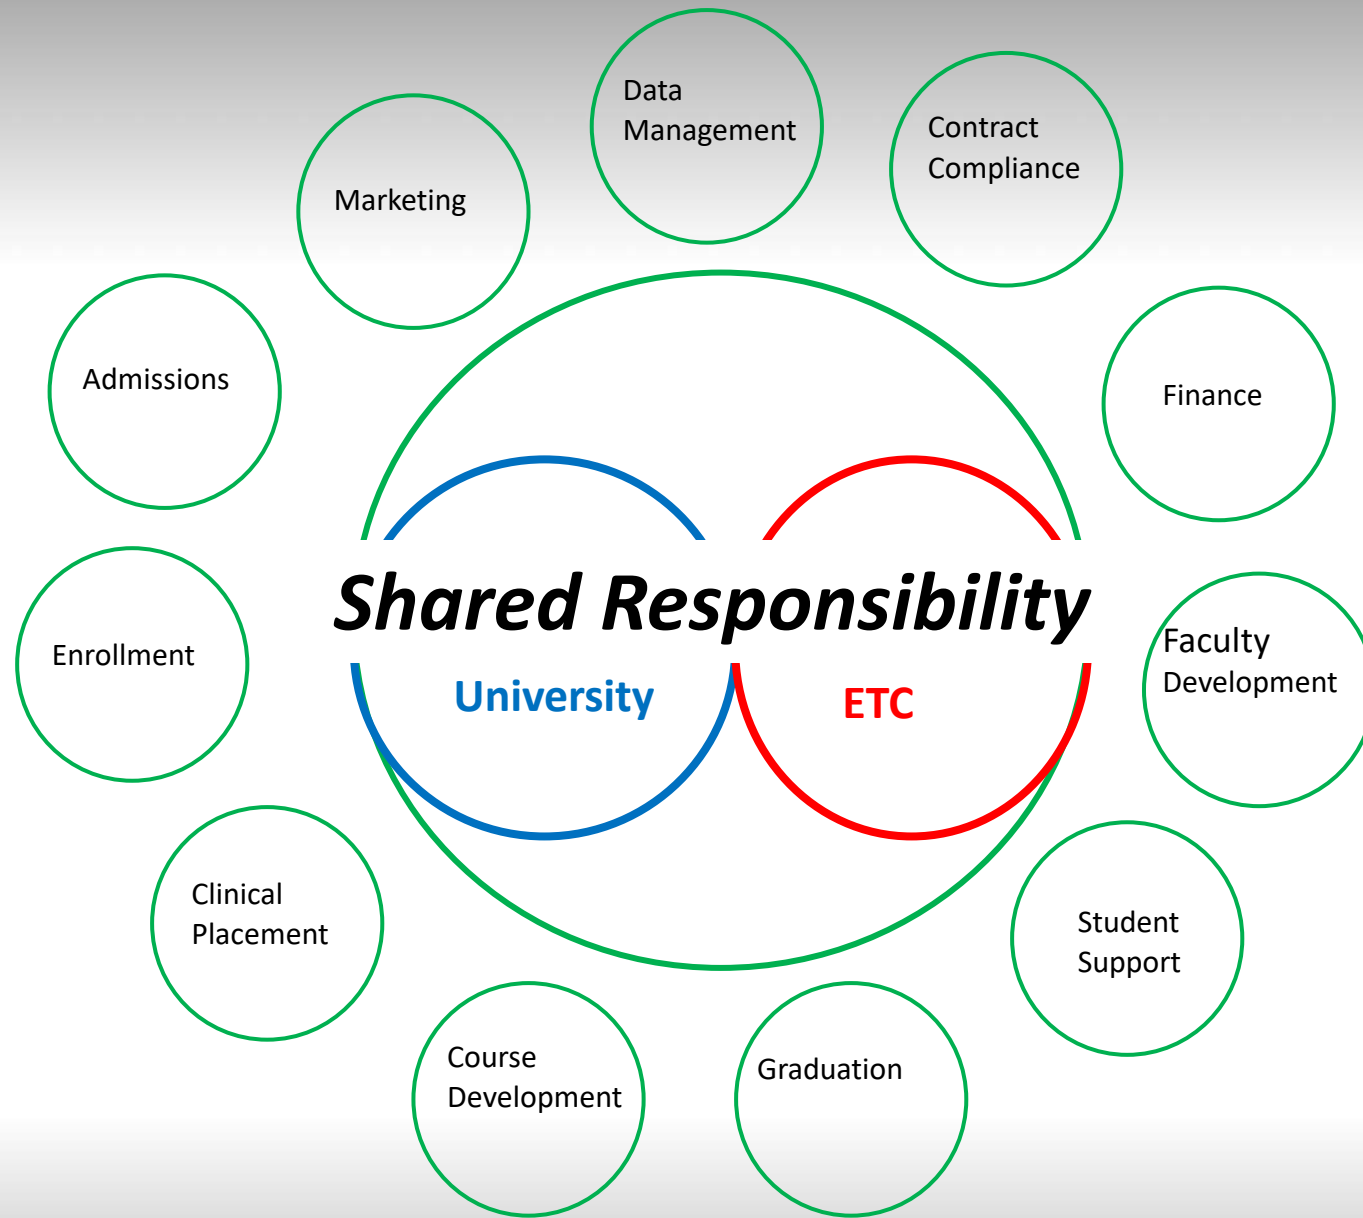 Data
Management
Contract
Compliance
Marketing
Admissions
Finance
Shared Responsibility
Enrollment
Faculty
Development
University
ETC
Clinical
Placement
Student
Support
Course
Development
Graduation